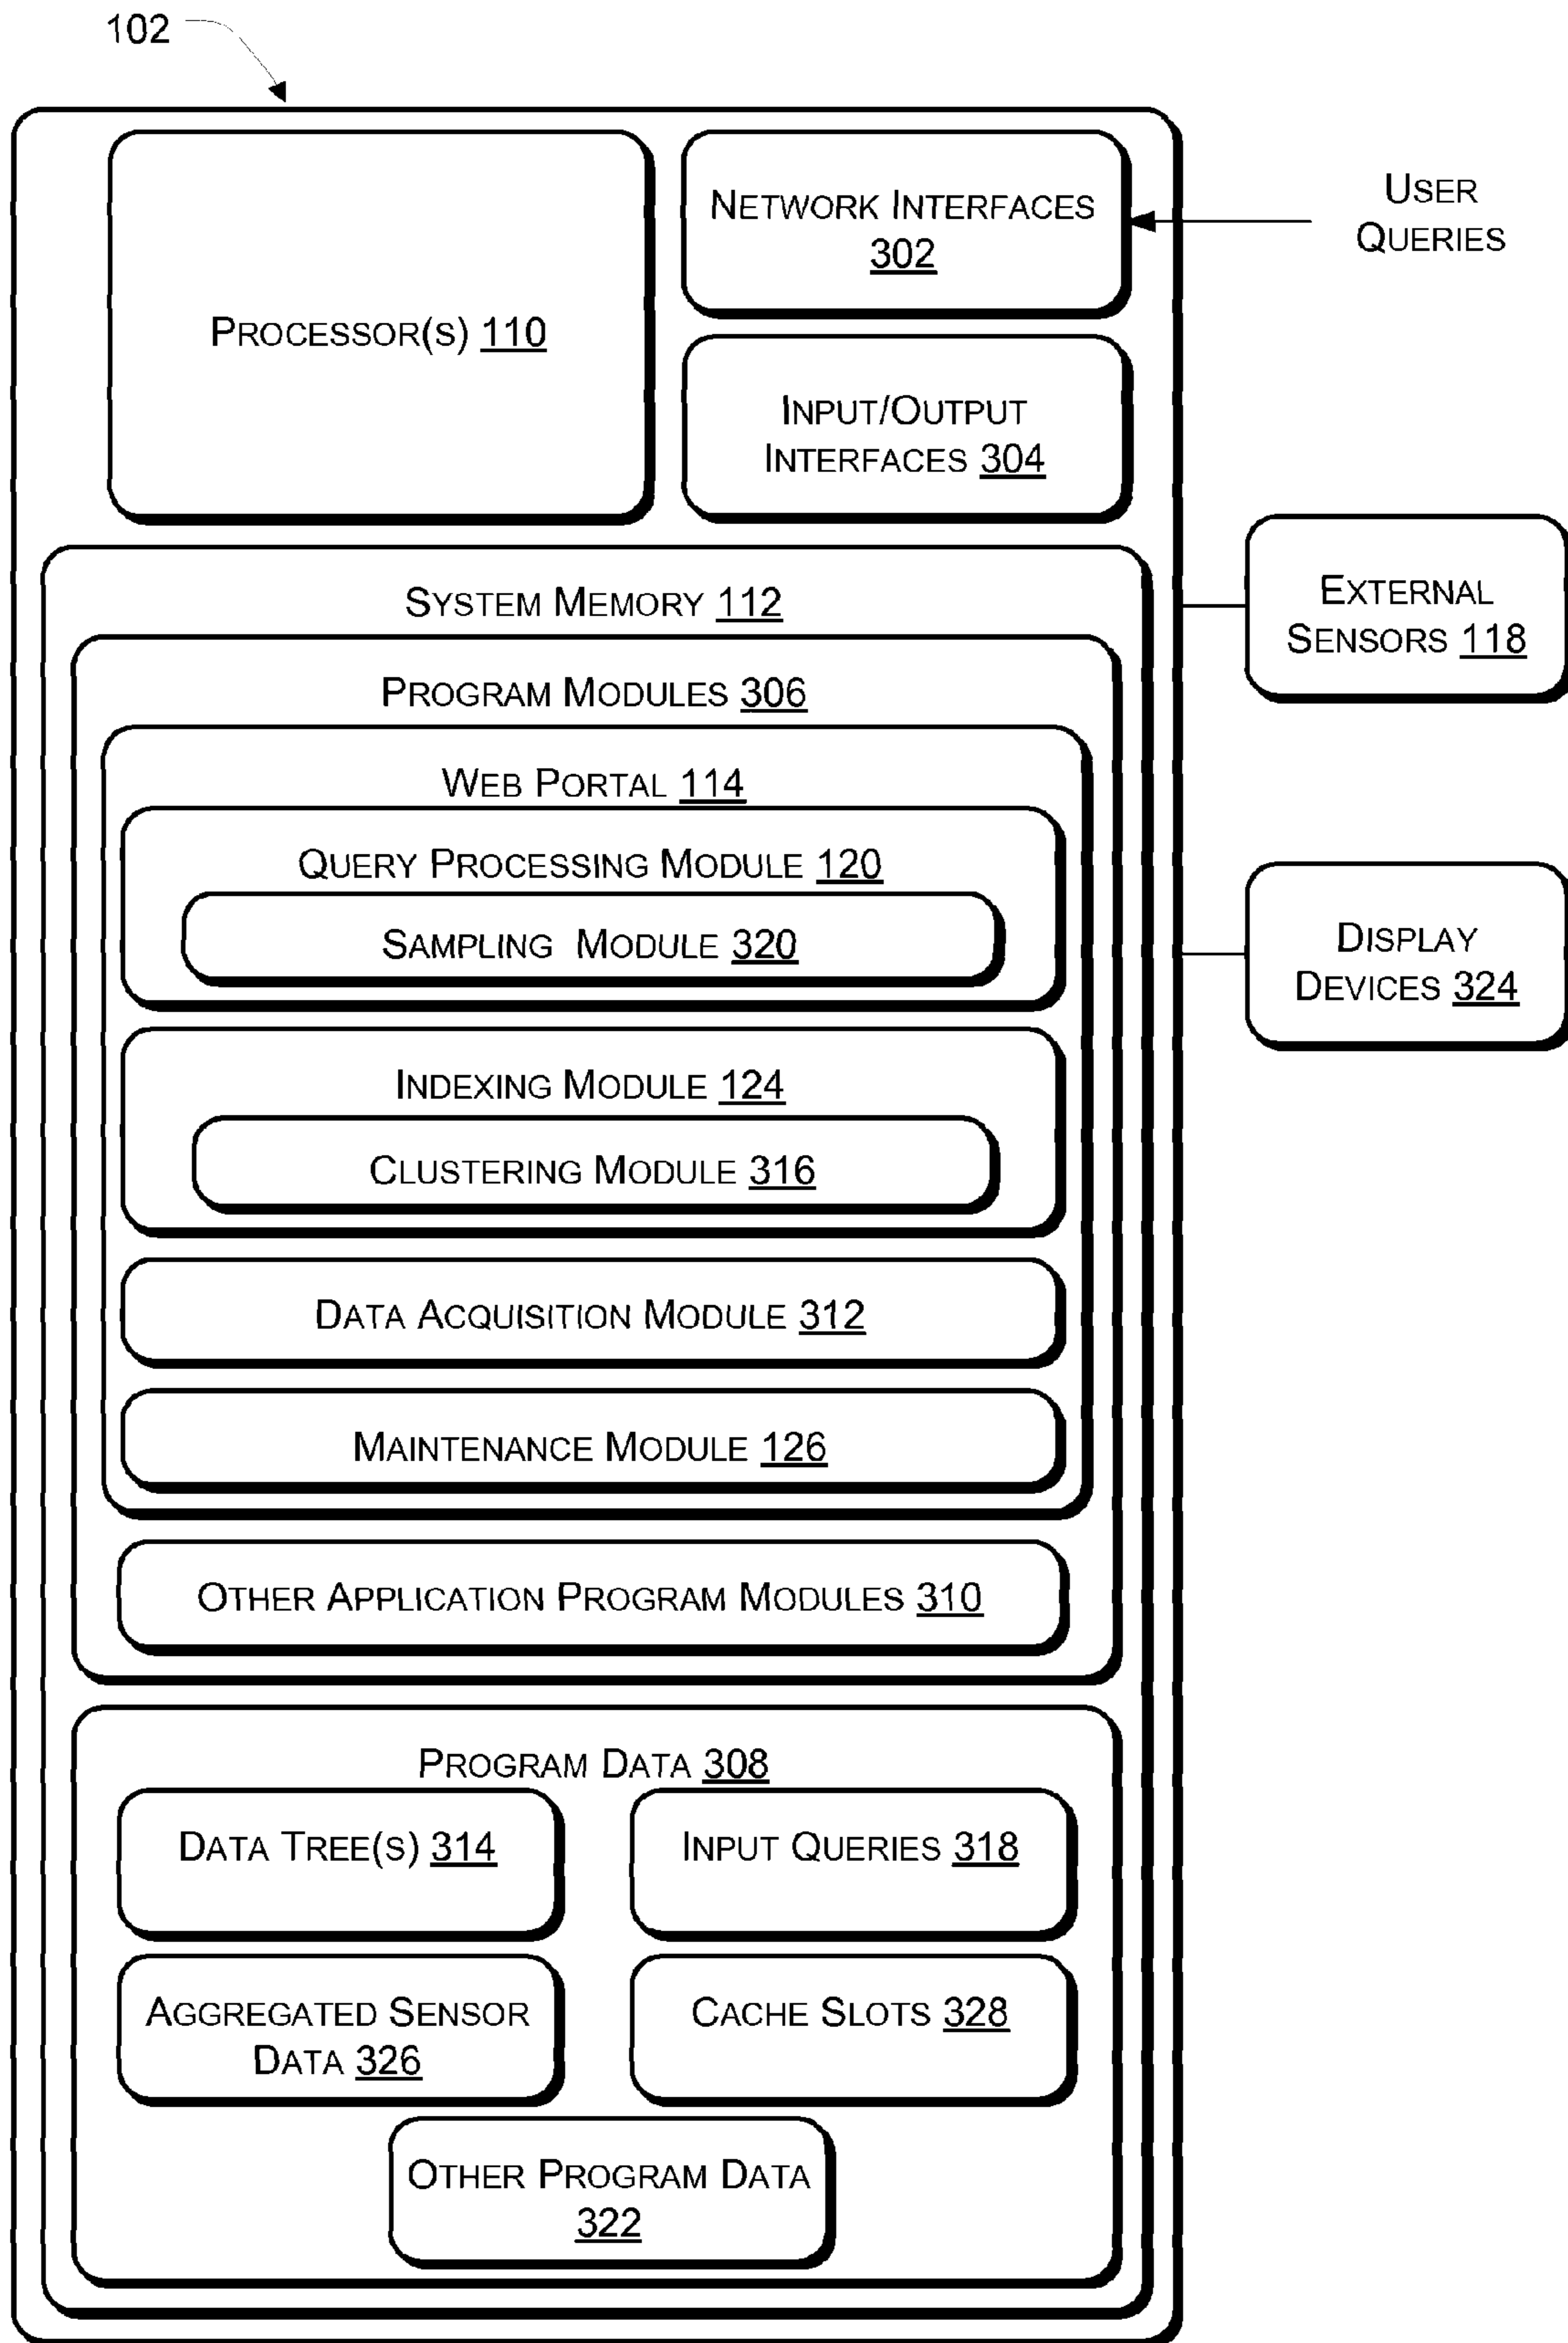 102
PROCESSOR(S) 110
NETWORK INTERFACES
302
USER
QUERIES
INPUT/OUTPUT
INTERFACES 304
SYSTEM MEMORY 112
EXTERNAL
SENSORS 118
PROGRAM MODULES 306
WEB PORTAL 114
QUERY PROCESSING MODULE 120
SAMPLING MODULE 320
DISPLAY
DEVICES 324
INDEXING MODULE 124
CLUSTERING MODULE 316
DATA ACQUISITION MODULE 312
MAINTENANCE MODULE 126
OTHER APPLICATION PROGRAM MODULES 310
PROGRAM DATA 308
DATA TREE(S) 314
INPUT QUERIES 318
AGGREGATED SENSOR
DATA 326
CACHE SLOTS 328
OTHER PROGRAM DATA
322